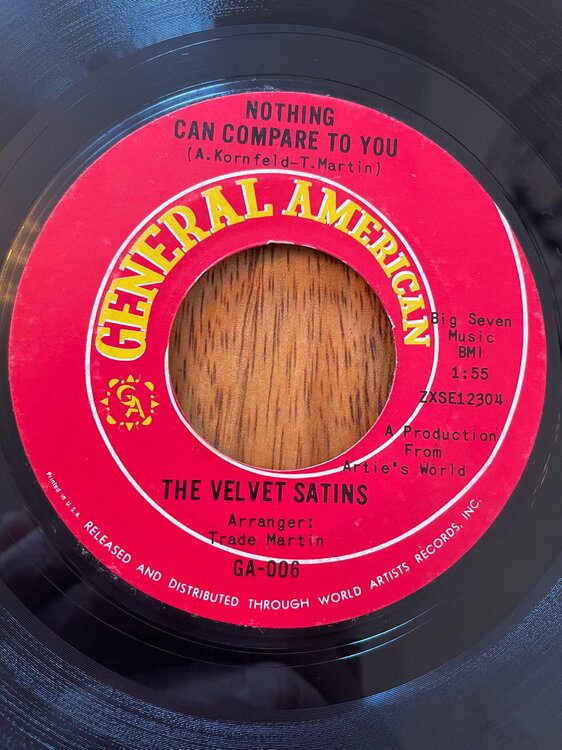 NOTHING
CAN COMPARE TO YOU
(A.Kornfeld-T.Martin)
GENERAL AMERICAN
GA
Big Seven
Music
BMI
1:55
ZXSE12304
A Production
From
Artie's World
THE VELVET SATINS
Arranger:
Trade Martin
GA-006
Printed in U.S.A.
RELEASED AND DISTRIBUTED THROUGH WORLD ARTISTS RECORDS, INC.